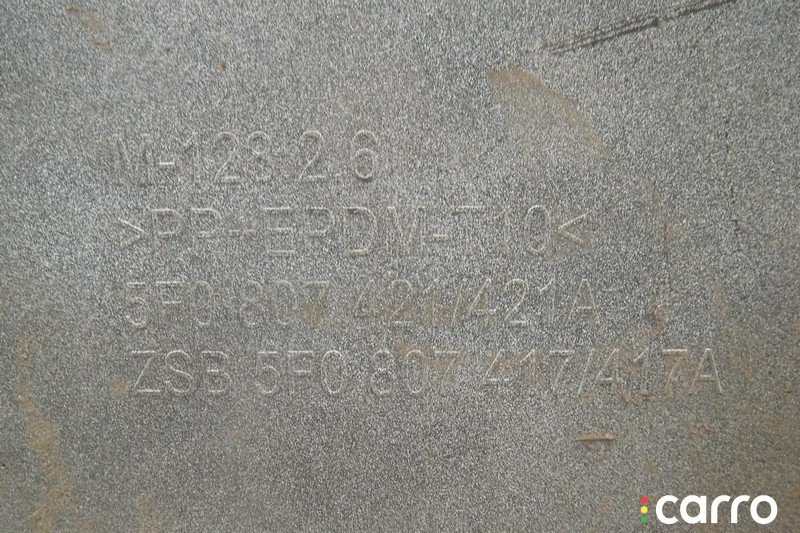 M-123-2.6
>PP-EPDM-T10<
5F0 807 421/421A
ZSB 5F0 807 417/417A
carro